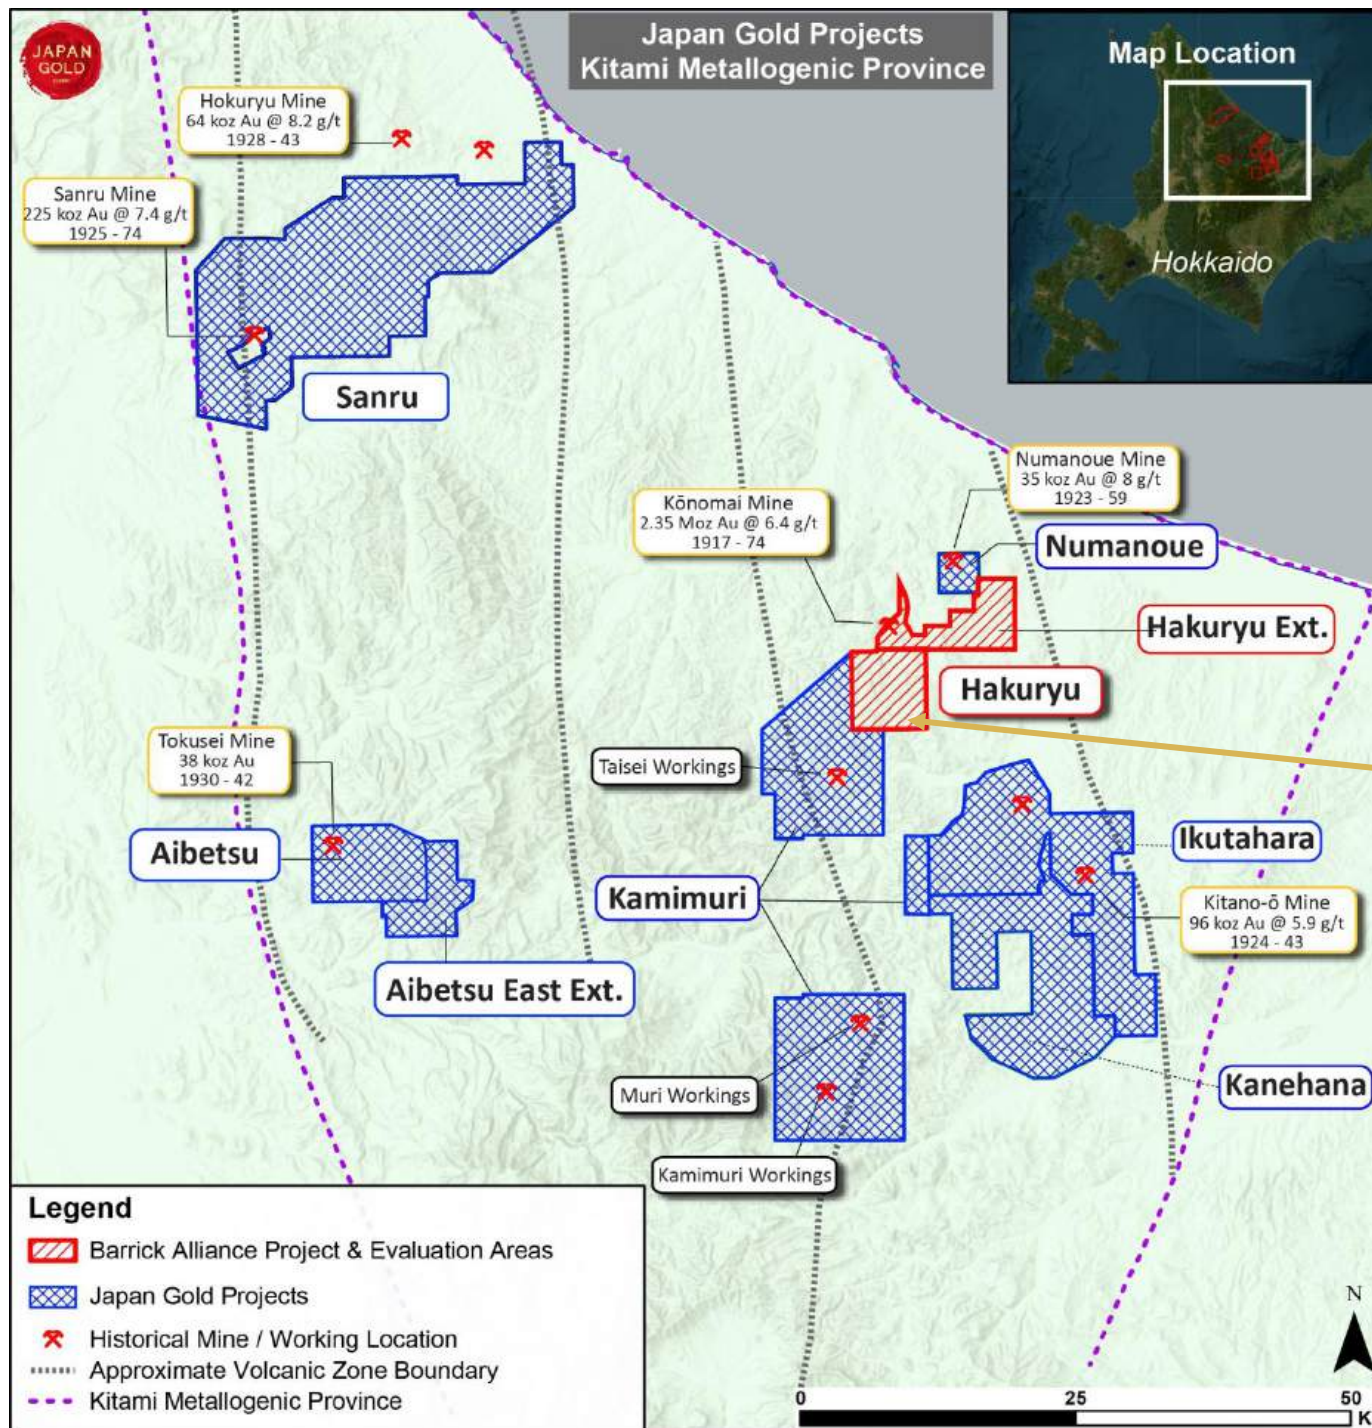 JAPAN
GOLD
Japan Gold Projects
Kitami Metallogenic Province
Map Location
Hokkaido
Hokuryu Mine
64 koz Au @ 8.2 g/t
1928 - 43
Sanru Mine
225 koz Au @ 7.4 g/t
1925 - 74
Sanru
Numanoue Mine
35 koz Au @ 8 g/t
1923 - 59
Kōnomai Mine
2.35 Moz Au @ 6.4 g/t
1917 - 74
Numanoue
Hakuryu Ext.
Hakuryu
Tokusei Mine
38 koz Au
1930 - 42
Taisei Workings
Aibetsu
Ikutahara
Kamimuri
Kitano-ō Mine
96 koz Au @ 5.9 g/t
1924 - 43
Aibetsu East Ext.
Muri Workings
Kanehana
Kamimuri Workings
Legend
Barrick Alliance Project & Evaluation Areas
Japan Gold Projects
Historical Mine / Working Location
Approximate Volcanic Zone Boundary
Kitami Metallogenic Province
N
0 25 50
K